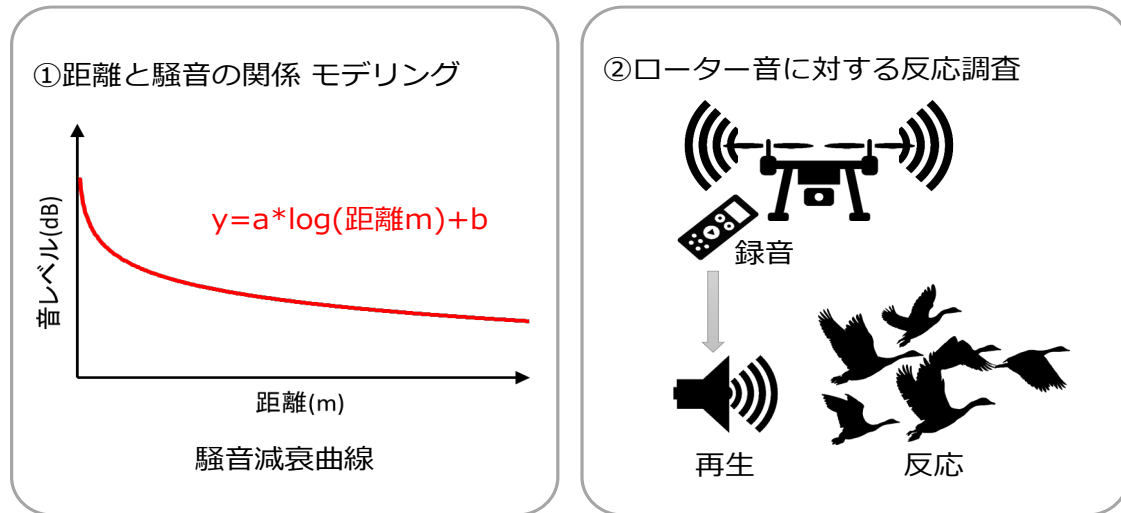 ①距離と騒音の関係 モデリング
音レベル(dB)
y=a*log(距離m)+b
距離(m)
騒音減衰曲線
②ローター音に対する反応調査
録音
再生
反応